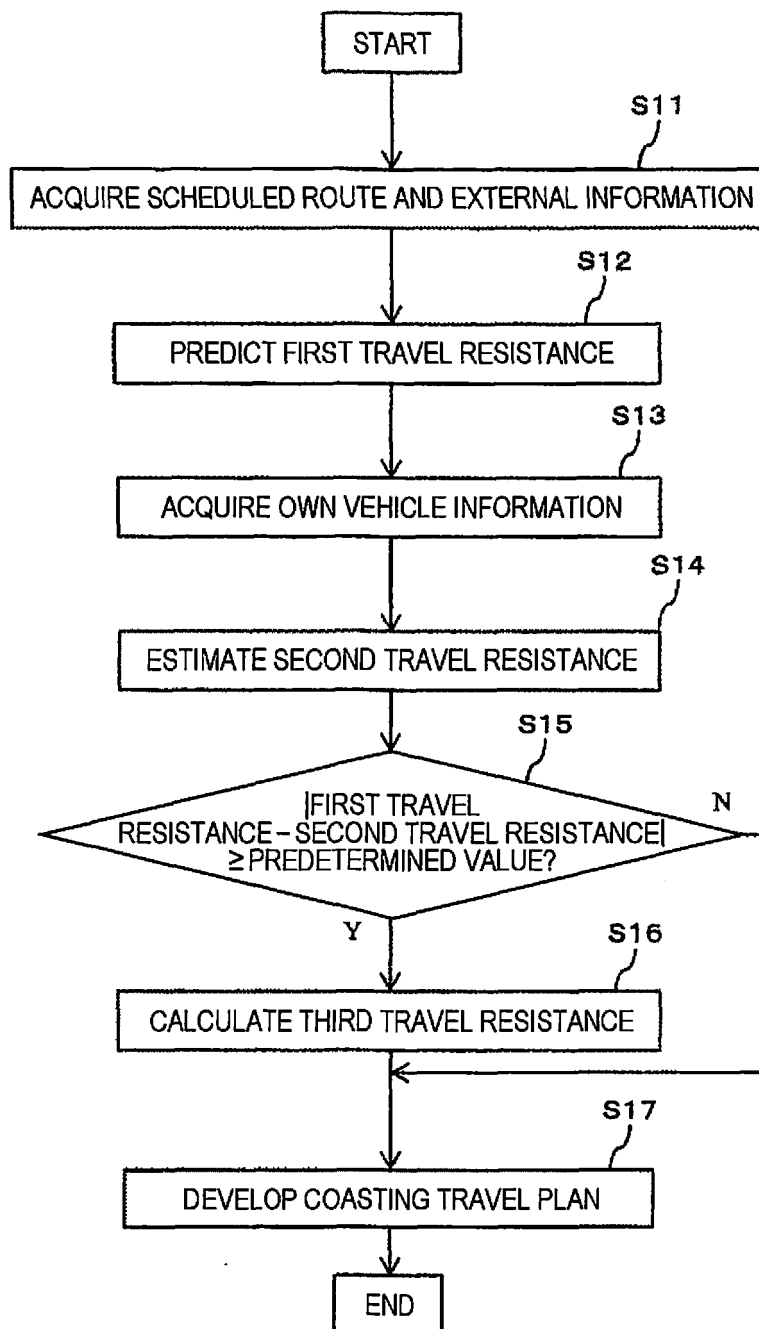 START
S11
ACQUIRE SCHEDULED ROUTE AND EXTERNAL INFORMATION
S12
PREDICT FIRST TRAVEL RESISTANCE
S13
ACQUIRE OWN VEHICLE INFORMATION
S14
ESTIMATE SECOND TRAVEL RESISTANCE
S15
|FIRST TRAVEL
RESISTANCE – SECOND TRAVEL RESISTANCE|
≥ PREDETERMINED VALUE?
N
Y
S16
CALCULATE THIRD TRAVEL RESISTANCE
S17
DEVELOP COASTING TRAVEL PLAN
END